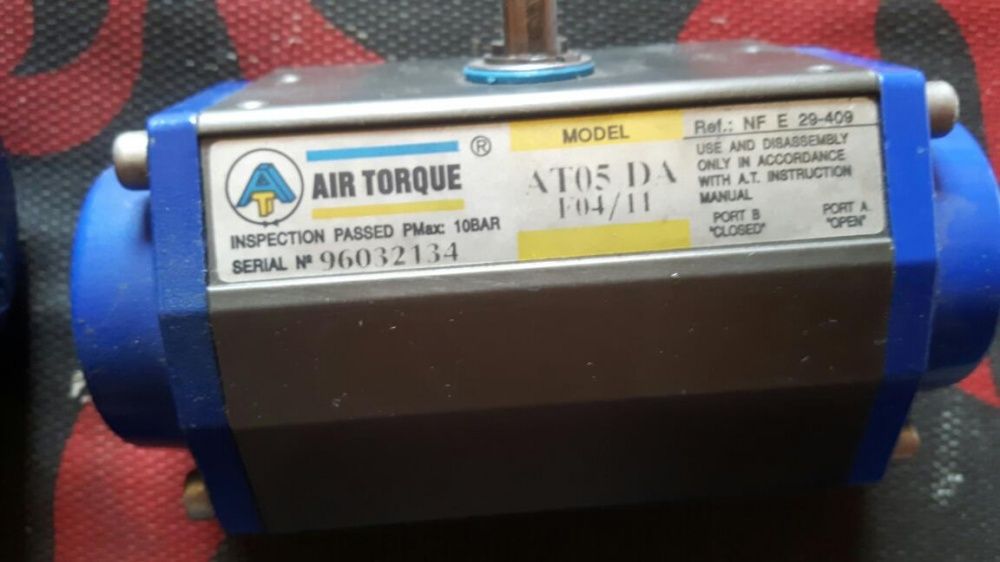 AT
AIR TORQUE ®
INSPECTION PASSED PMax: 10BAR
SERIAL Nº 96032134
MODEL
AT05 DA
F04/11
Ref.: NF E 29-409
USE AND DISASSEMBLY
ONLY IN ACCORDANCE
WITH A.T. INSTRUCTION
MANUAL
PORT B PORT A
"CLOSED" "OPEN"